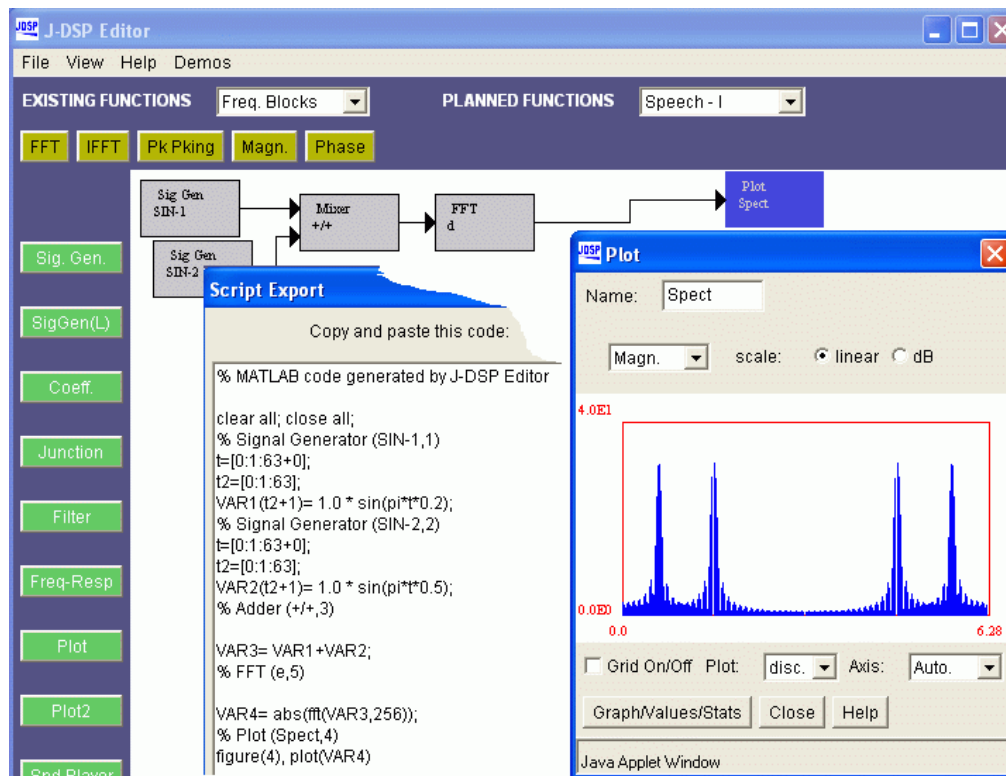 JDSP J-DSP Editor
File View Help Demos
EXISTING FUNCTIONS Freq. Blocks PLANNED FUNCTIONS Speech - I
FFT IFFT Pk Pking Magn. Phase
Sig. Gen.
SigGen(L)
Coeff.
Junction
Filter
Freq-Resp
Plot
Plot2
Snd Player
Sig Gen
SIN-1
Sig Gen
SIN-2
Mixer
+/+
FFT
d
Plot
Spect
Script Export
Copy and paste this code:
% MATLAB code generated by J-DSP Editor
clear all; close all;
% Signal Generator (SIN-1,1)
t=[0:1:63+0];
t2=[0:1:63];
VAR1(t2+1)= 1.0 * sin(pi*t*0.2);
% Signal Generator (SIN-2,2)
t=[0:1:63+0];
t2=[0:1:63];
VAR2(t2+1)= 1.0 * sin(pi*t*0.5);
% Adder (+/+,3)
VAR3= VAR1+VAR2;
% FFT (e,5)
VAR4= abs(fft(VAR3,256));
% Plot (Spect,4)
figure(4), plot(VAR4)
JDSP Plot
Name: Spect
Magn. scale: linear dB
4.0E1
0.0E0
0.0 6.28
Grid On/Off Plot: disc. Axis: Auto.
Graph/Values/Stats Close Help
Java Applet Window